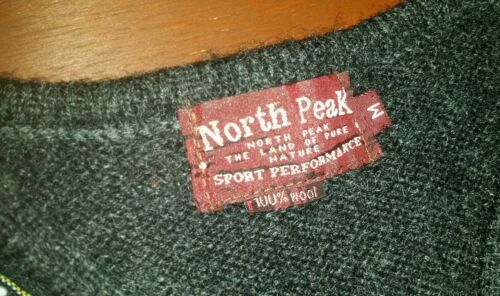 North Peak
M
NORTH PEAK
THE LAND OF PURE
NATURE
SPORT PERFORMANCE
100% WOOl